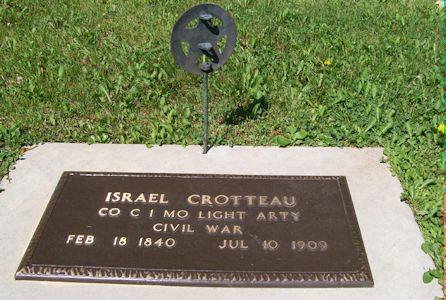 ISRAEL CROTTEAU
CO C 1 MO LIGHT ARTY
CIVIL WAR
FEB 18 1840 JUL 10 1909